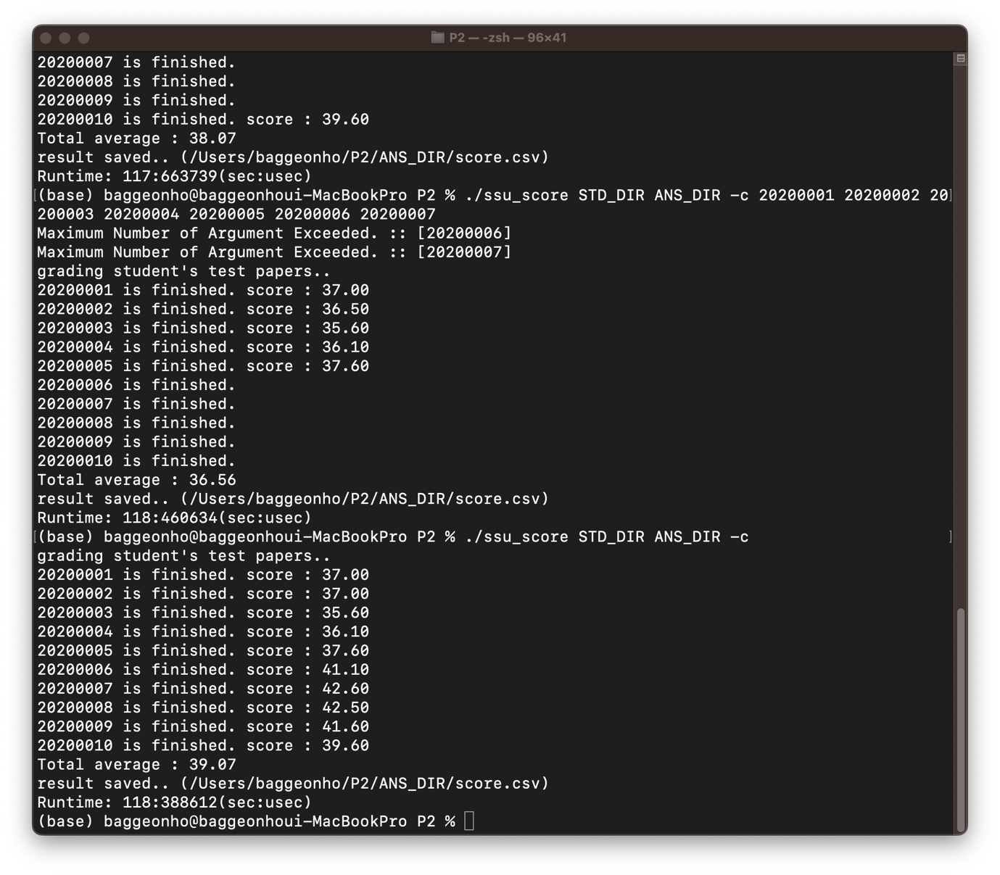 P2 — -zsh — 96×41
20200007 is finished.
20200008 is finished.
20200009 is finished.
20200010 is finished. score : 39.60
Total average : 38.07
result saved.. (/Users/baggeonho/P2/ANS_DIR/score.csv)
Runtime: 117:663739(sec:usec)
[(base) baggeonho@baggeonhoui-MacBookPro P2 % ./ssu_score STD_DIR ANS_DIR -c 20200001 20200002 20]
200003 20200004 20200005 20200006 20200007
Maximum Number of Argument Exceeded. :: [20200006]
Maximum Number of Argument Exceeded. :: [20200007]
grading student's test papers..
20200001 is finished. score : 37.00
20200002 is finished. score : 36.50
20200003 is finished. score : 35.60
20200004 is finished. score : 36.10
20200005 is finished. score : 37.60
20200006 is finished.
20200007 is finished.
20200008 is finished.
20200009 is finished.
20200010 is finished.
Total average : 36.56
result saved.. (/Users/baggeonho/P2/ANS_DIR/score.csv)
Runtime: 118:460634(sec:usec)
[(base) baggeonho@baggeonhoui-MacBookPro P2 % ./ssu_score STD_DIR ANS_DIR -c ]
grading student's test papers..
20200001 is finished. score : 37.00
20200002 is finished. score : 37.00
20200003 is finished. score : 35.60
20200004 is finished. score : 36.10
20200005 is finished. score : 37.60
20200006 is finished. score : 41.10
20200007 is finished. score : 42.60
20200008 is finished. score : 42.50
20200009 is finished. score : 41.60
20200010 is finished. score : 39.60
Total average : 39.07
result saved.. (/Users/baggeonho/P2/ANS_DIR/score.csv)
Runtime: 118:388612(sec:usec)
(base) baggeonho@baggeonhoui-MacBookPro P2 %